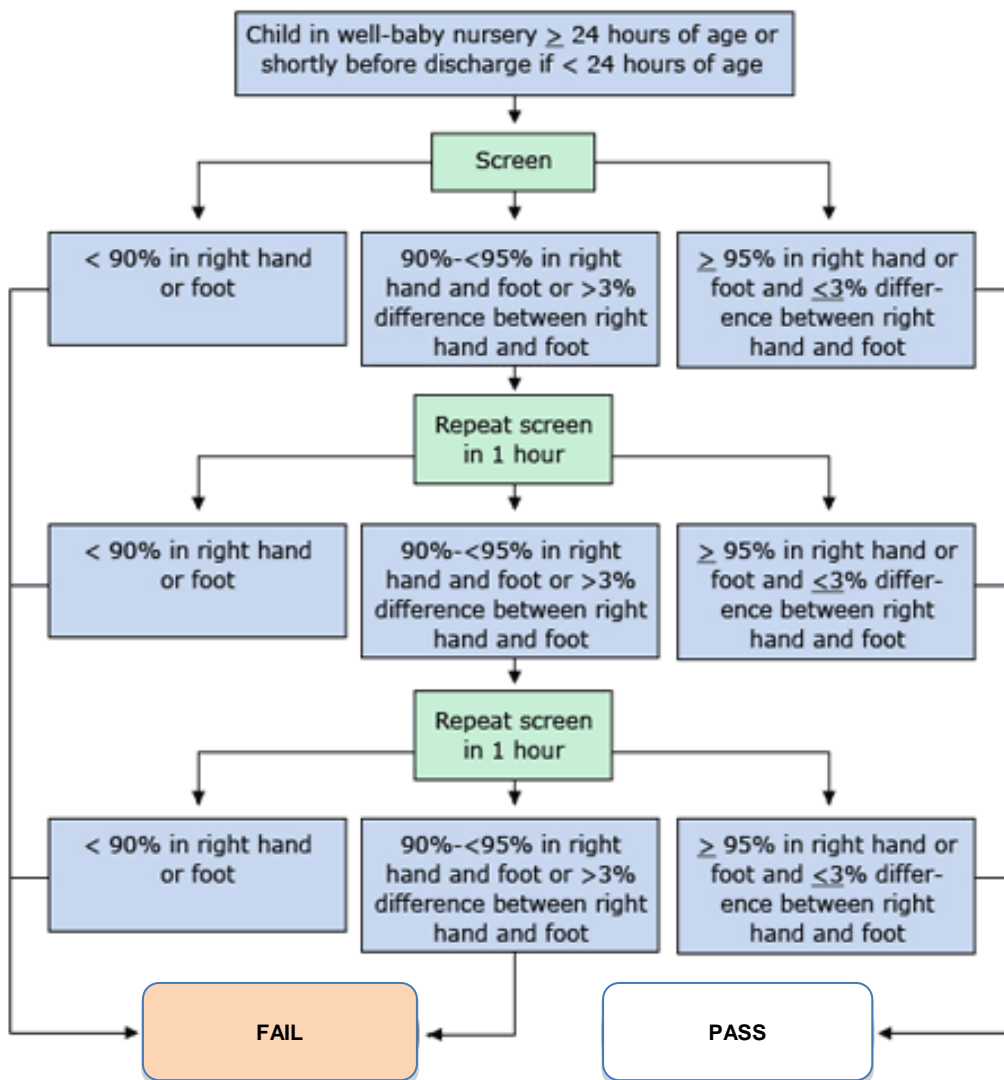 Child in well-baby nursery ≥ 24 hours of age or
shortly before discharge if < 24 hours of age
Screen
< 90% in right hand
or foot
90%-<95% in right
hand and foot or >3%
difference between right
hand and foot
≥ 95% in right hand or
foot and ≤3% differ-
ence between right
hand and foot
Repeat screen
in 1 hour
< 90% in right hand
or foot
90%-<95% in right
hand and foot or >3%
difference between right
hand and foot
≥ 95% in right hand or
foot and ≤3% differ-
ence between right
hand and foot
Repeat screen
in 1 hour
< 90% in right hand
or foot
90%-<95% in right
hand and foot or >3%
difference between right
hand and foot
≥ 95% in right hand or
foot and ≤3% differ-
ence between right
hand and foot
FAIL
PASS